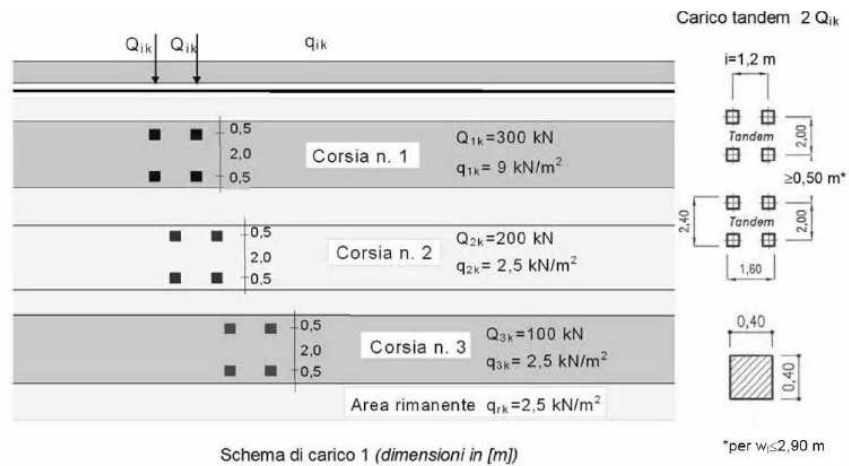 Carico tandem 2 Qik
Qik Qik qik
i=1,2 m
Tandem
2,00
≥0,50 m*
Tandem
2,00
2,40
1,60
0,40
0,40
*per wl≤2,90 m
0,5
2,0
0,5
Corsia n. 1
Q1k=300 kN
q1k= 9 kN/m²
0,5
2,0
0,5
Corsia n. 2
Q2k=200 kN
q2k= 2,5 kN/m²
0,5
2,0
0,5
Corsia n. 3
Q3k=100 kN
q3k= 2,5 kN/m²
Area rimanente qrk=2,5 kN/m²
Schema di carico 1 (dimensioni in [m])